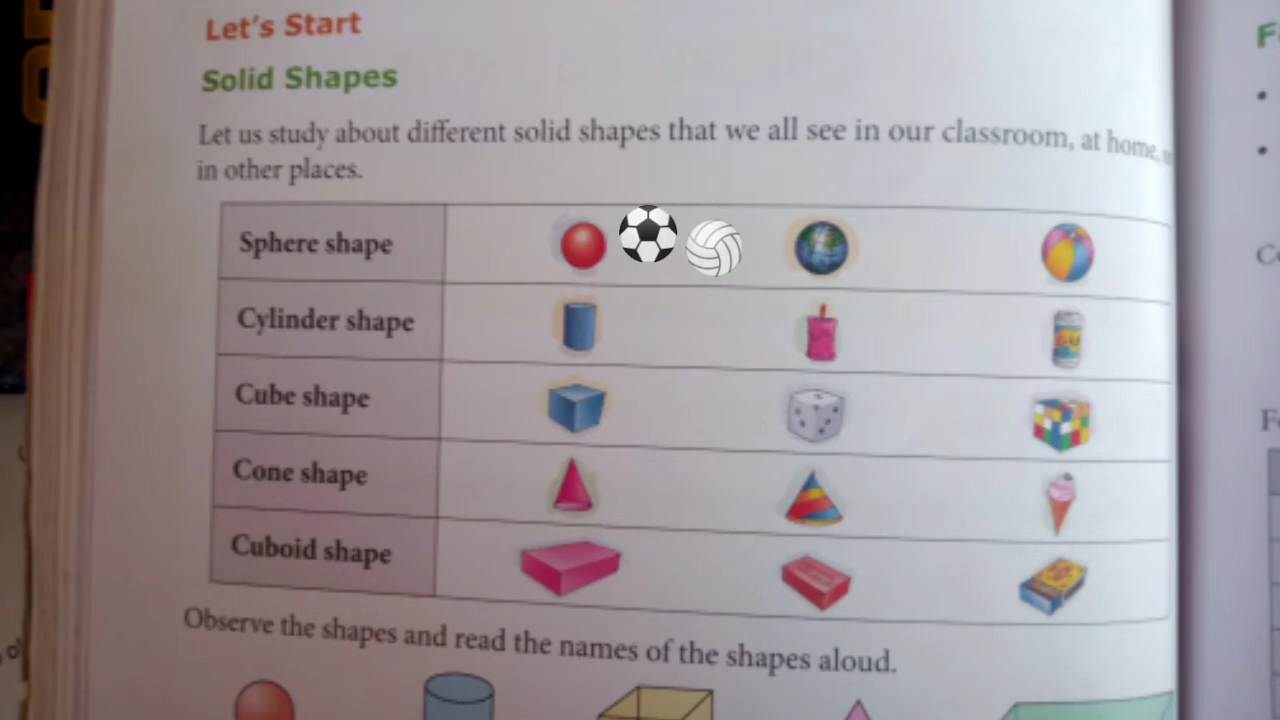 Let's Start
Solid Shapes
Let us study about different solid shapes that we all see in our classroom, at home,
in other places.
Sphere shape
Cylinder shape
Cube shape
Cone shape
Cuboid shape
Observe the shapes and read the names of the shapes aloud.